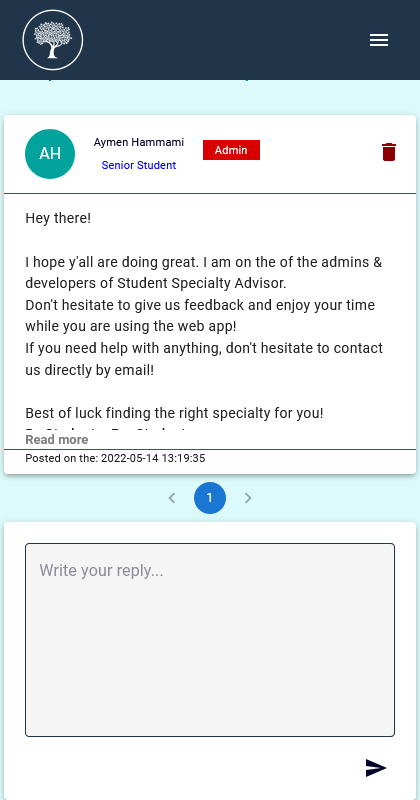 AH
Aymen Hammami
Senior Student
Admin
Hey there!
I hope y'all are doing great. I am on the of the admins &
developers of Student Specialty Advisor.
Don't hesitate to give us feedback and enjoy your time
while you are using the web app!
If you need help with anything, don't hesitate to contact
us directly by email!
Best of luck finding the right specialty for you!
Read more
Posted on the: 2022-05-14 13:19:35
1
Write your reply...